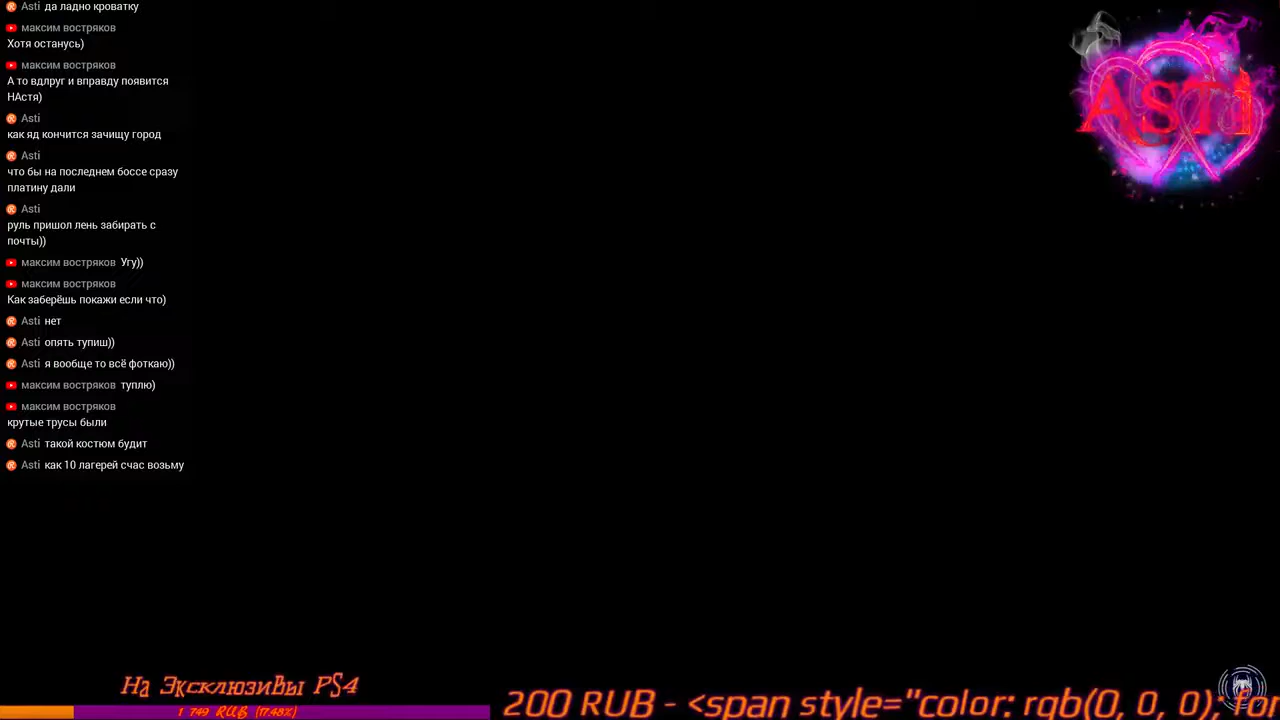 Asti да ладно кроватку
максим востряков
Хотя останусь)
максим востряков
А то вдлруг и вправду появится
НАстя)
Asti
как яд кончится зачищу город
Asti
что бы на последнем боссе сразу
платину дали
Asti
руль пришол лень забирать с
почты))
максим востряков Угу))
максим востряков
Как заберёшь покажи если что)
Asti нет
Asti опять тупиш))
Asti я вообще то всё фоткаю))
максим востряков туплю)
максим востряков
крутые трусы были
Asti такой костюм будит
Asti как 10 лагерей счас возьму
Asti
На Эксклюзивы PS4
1 749 RUB (17.48%)
200 RUB - <span style="color: rgb(0, 0, 0);